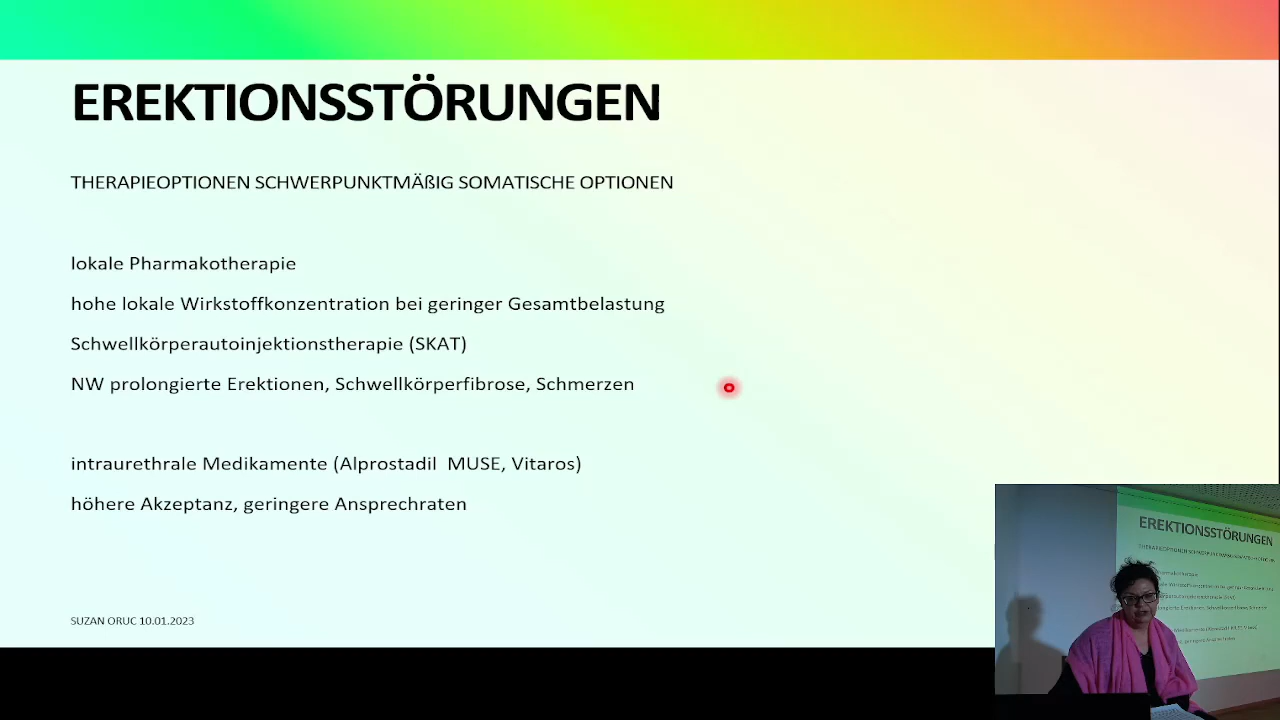 EREKTIONSSTÖRUNGEN
THERAPIEOPTIONEN SCHWERPUNKTMÄßIG SOMATISCHE OPTIONEN
lokale Pharmakotherapie
hohe lokale Wirkstoffkonzentration bei geringer Gesamtbelastung
Schwellkörperautoinjektionstherapie (SKAT)
NW prolongierte Erektionen, Schwellkörperfibrose, Schmerzen
intraurethrale Medikamente (Alprostadil MUSE, Vitaros)
höhere Akzeptanz, geringere Ansprechraten
SUZAN ORUC 10.01.2023
EREKTIONSSTÖRUNGEN